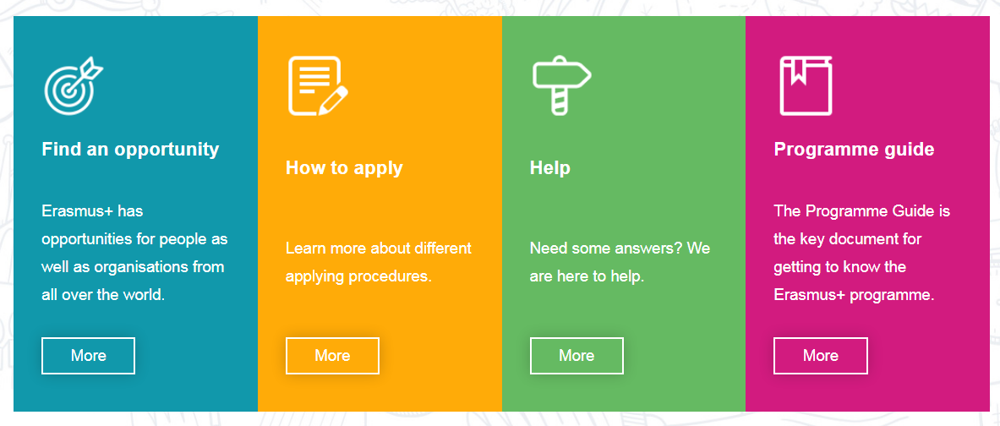 Find an opportunity
Erasmus+ has
opportunities for people as
well as organisations from
all over the world.
More
How to apply
Learn more about different
applying procedures.
More
Help
Need some answers? We
are here to help.
More
Programme guide
The Programme Guide is
the key document for
getting to know the
Erasmus+ programme.
More